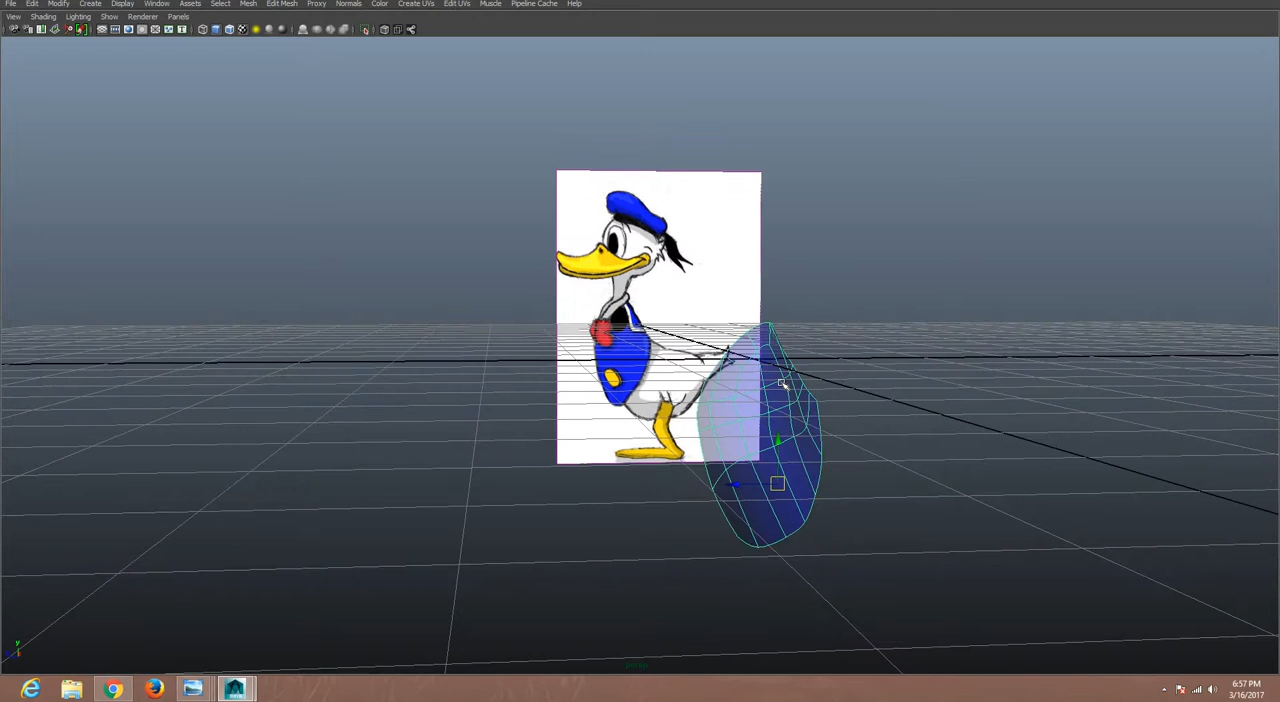 File Edit Modify Create Display Window Assets Select Mesh Edit Mesh Proxy Normals Color Create UVs Edit UVs Muscle Pipeline Cache Help
View Shading Lighting Show Renderer Panels
persp
y
6:57 PM
3/16/2017